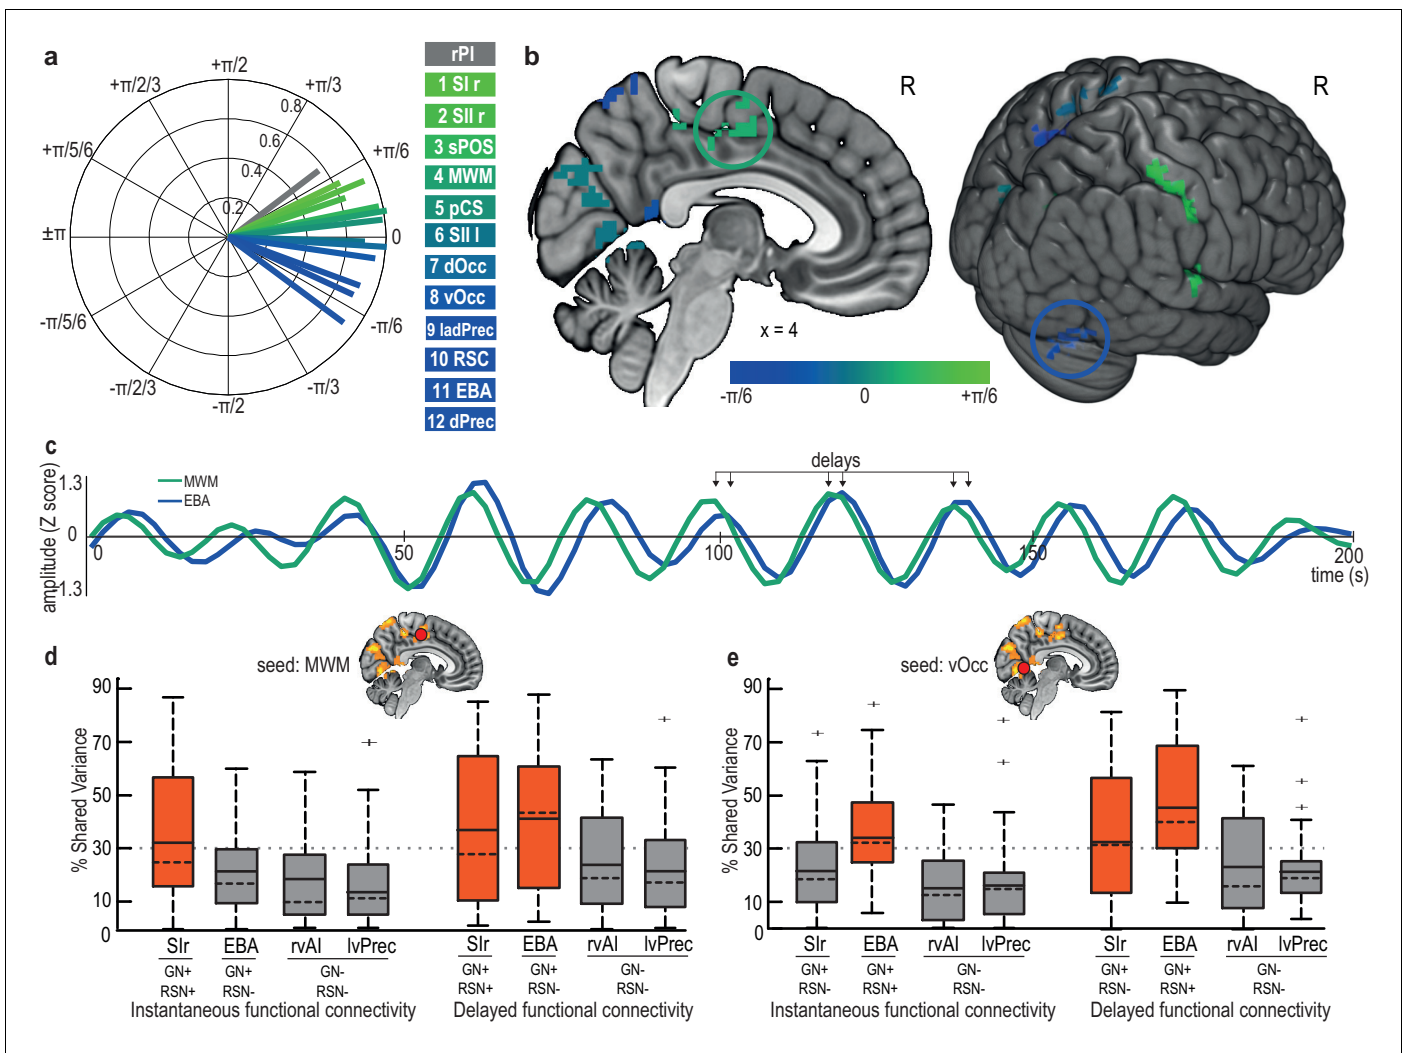 a
+π/2
+π/2/3
+π/3
+π/5/6
+π/6
0.8
0.6
0.4
0.2
±π
0
-π/5/6
-π/6
-π/2/3
-π/3
-π/2
rPI
1 SI r
2 SII r
3 sPOS
4 MWM
5 pCS
6 SII l
7 dOcc
8 vOcc
9 ladPrec
10 RSC
11 EBA
12 dPrec
b
R
R
x = 4
-π/6
0
+π/6
c
amplitude (Z score)
1.3
0
-1.3
MWM
EBA
delays
0
50
100
150
200
time (s)
d
seed: MWM
% Shared Variance
90
70
50
30
10
0
SIr
EBA
rvAI
lvPrec
SIr
EBA
rvAI
lvPrec
GN+
GN+
GN-
GN+
GN+
GN-
RSN+
RSN-
RSN-
RSN+
RSN-
RSN-
Instantaneous functional connectivity
Delayed functional connectivity
e
seed: vOcc
% Shared Variance
90
70
50
30
10
0
SIr
EBA
rvAI
lvPrec
SIr
EBA
rvAI
lvPrec
GN+
GN+
GN-
GN+
GN+
GN-
RSN-
RSN+
RSN-
RSN-
RSN+
RSN-
Instantaneous functional connectivity
Delayed functional connectivity